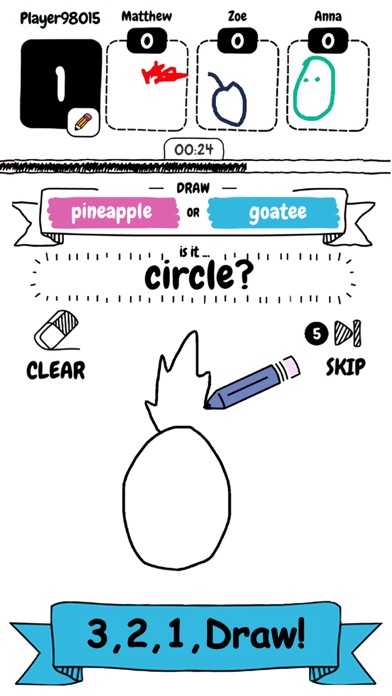 Player98015 Matthew Zoe Anna
1 0 0 0
00:24
DRAW
pineapple OR goatee
is it ...
circle?
5
CLEAR SKIP
3,2,1,Draw!